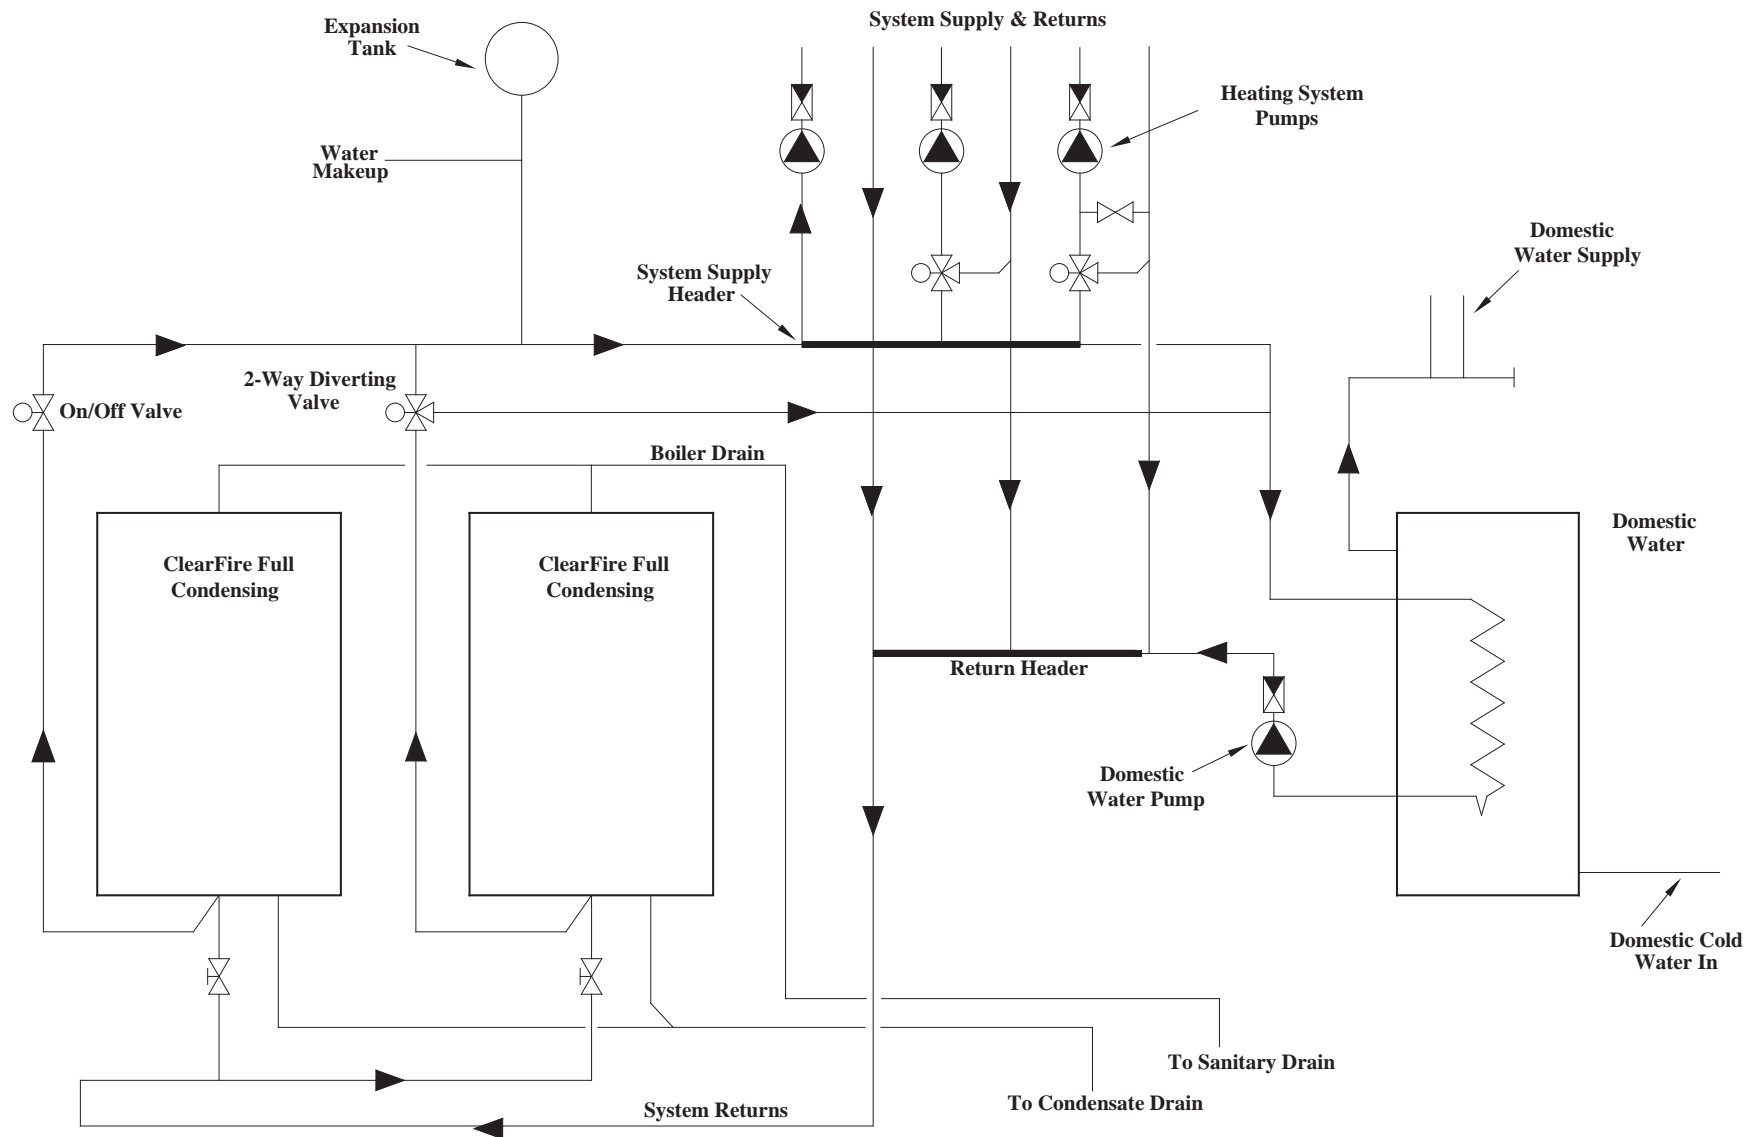 System Supply & Returns
Expansion
Tank
Heating System
Pumps
Water
Makeup
Domestic
Water Supply
System Supply
Header
2-Way Diverting
Valve
On/Off Valve
Boiler Drain
ClearFire Full
Condensing
ClearFire Full
Condensing
Domestic
Water
Return Header
Domestic
Water Pump
Domestic Cold
Water In
To Sanitary Drain
To Condensate Drain
System Returns